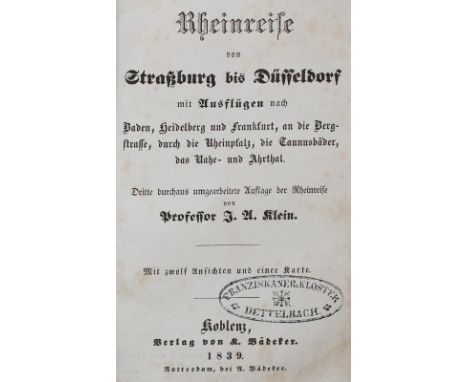 Rheinreise
von
Straßburg bis Düsseldorf
mit Ausflügen nach
Baden, Heidelberg und Frankfurt, an die Berg-
strasse, durch die Rheinpfalz, die Taunusbäder,
das Nahe- und Ahrthal.
Dritte durchaus umgearbeitete Auflage der Rheinreise
von
Professor J. A. Klein.
Mit zwölf Ansichten und einer Karte.
FRANZISKANER-KLOSTER
DETTELBACH.
Koblenz,
Verlag von K. Bädeker.
1839.
Rotterdam, bei A. Bädeker.